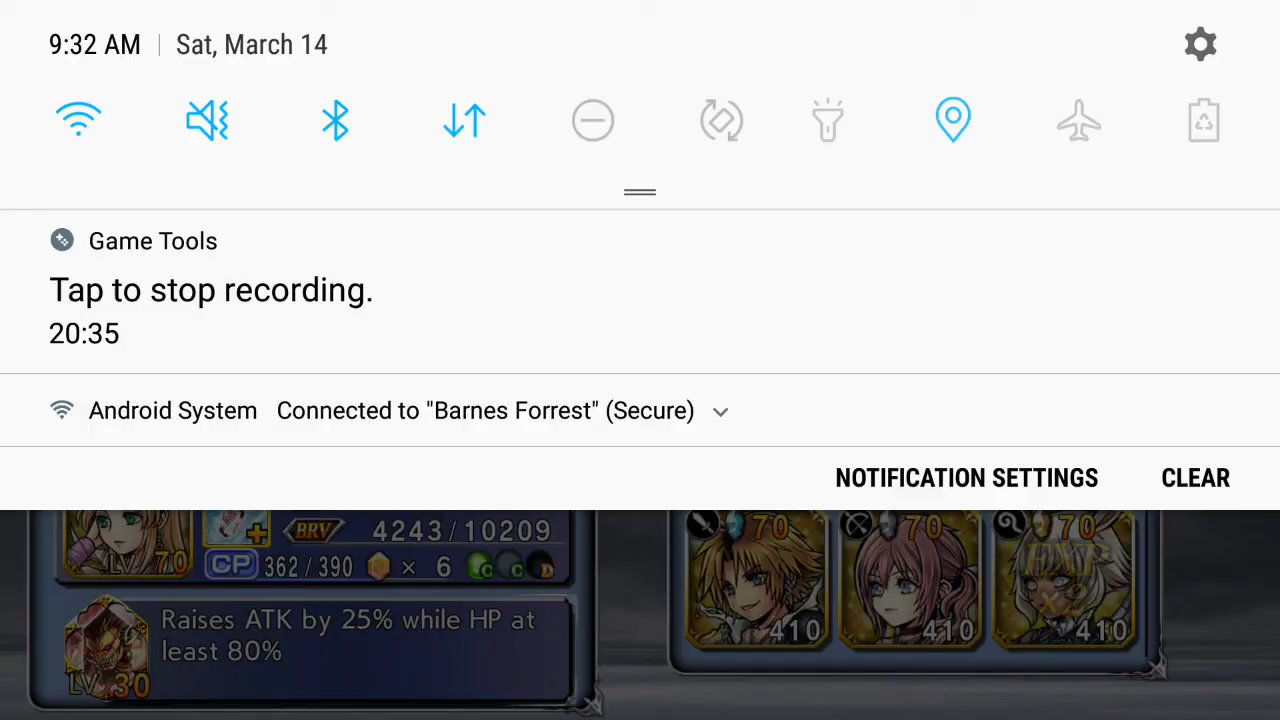 9:32 AM | Sat, March 14
Game Tools
Tap to stop recording.
20:35
Android System Connected to "Barnes Forrest" (Secure)
NOTIFICATION SETTINGS CLEAR
BRV 4243/10209
LV. 70
CP 362/390 × 6 C C D
Raises ATK by 25% while HP at
least 80%
LV.30
70 70 70
EXP
×2
410 410 410